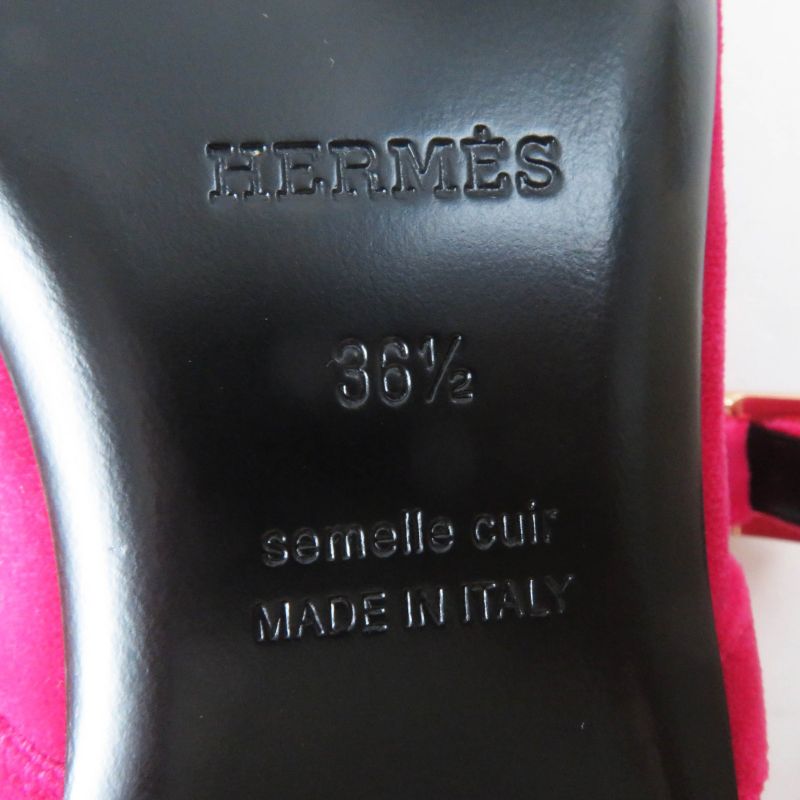 HERMÈS
36½
semelle cuir
MADE IN ITALY